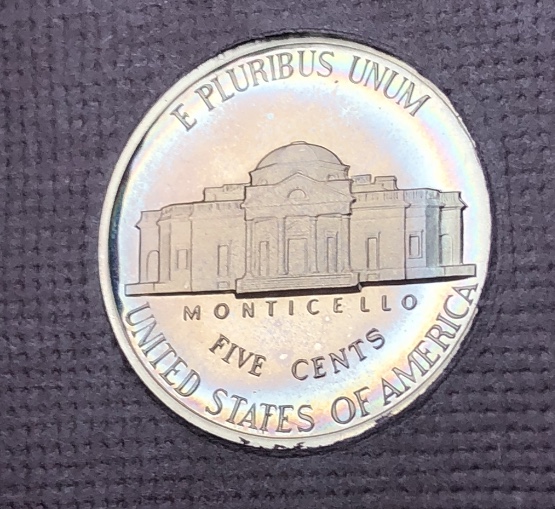 E PLURIBUS UNUM
MONTICELLO
FIVE CENTS
UNITED STATES OF AMERICA